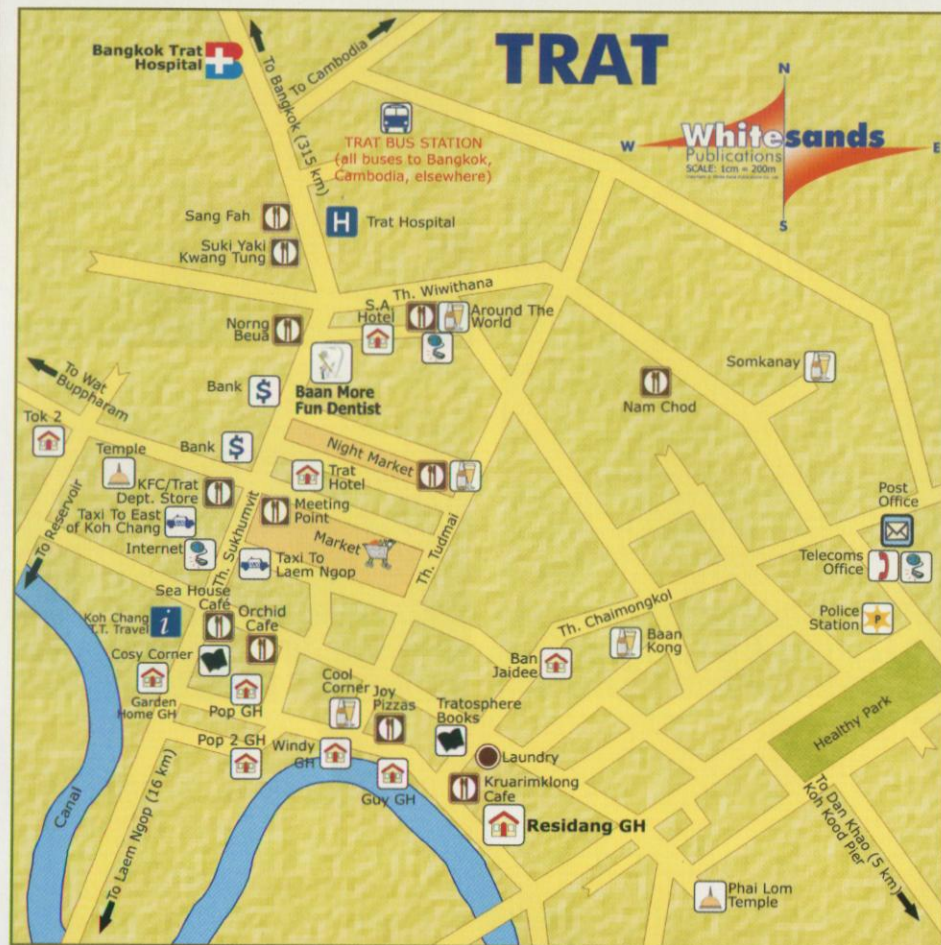 TRAT
N
W
E
S
Whitesands
Publications
SCALE: 1cm = 200m
Bangkok Trat
Hospital
To Bangkok (315 km)
To Cambodia
TRAT BUS STATION
(all buses to Bangkok,
Cambodia, elsewhere)
Sang Fah
H
Trat Hospital
Suki Yaki
Kwang Tung
Th. Wiwithana
S.A.
Hotel
Around The
World
Norng
Beua
Baan More
Fun Dentist
Somkanay
Nam Chod
To Wat
Buppharam
Bank
$
Tok 2
Bank
$
Night Market
Temple
Trat
Hotel
KFC/Trat
Dept. Store
Meeting
Point
Taxi To East
of Koh Chang
Th. Sukhumvit
Market
Th. Tudmai
Post
Office
To Reservoir
Internet
Taxi To
Laem Ngop
Telecoms
Office
Sea House
Café
Orchid
Cafe
Koh Chang
T.T. Travel
i
Th. Chaimongkol
Police
Station
P
Baan
Kong
Cosy Corner
Ban
Jaidee
Garden
Home GH
Pop GH
Cool
Corner
Joy
Pizzas
Tratosphere
Books
Healthy Park
Pop 2 GH
Windy
GH
Laundry
Guy GH
Kruarimklong
Cafe
Residang GH
Canal
To Laem Ngop (16 km)
To Dan Khao (5 km)
Koh Kood Pier
Phai Lom
Temple